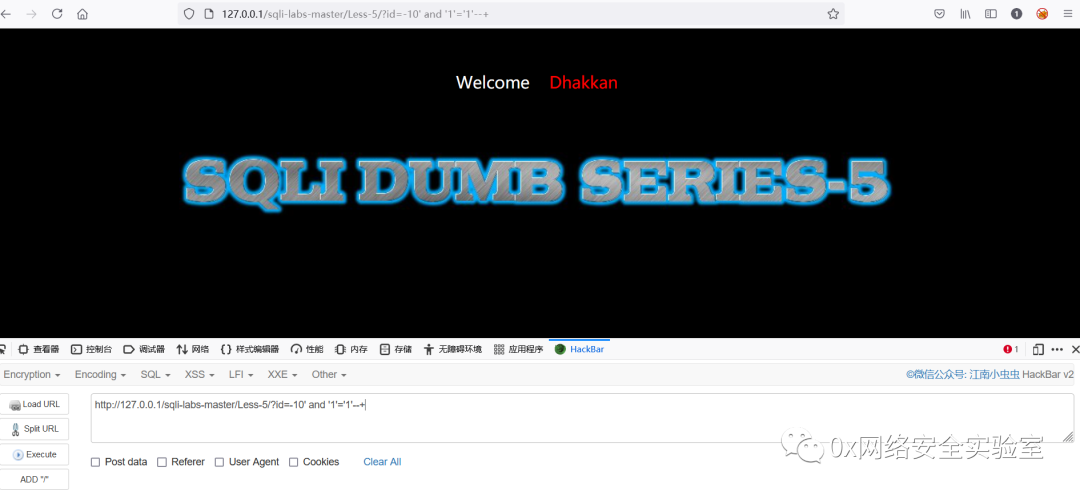 127.0.0.1/sqli-labs-master/Less-5/?id=-10' and '1'='1'--+
1
Welcome Dhakkan
SQLI DUMB SERIES-5
查看器 控制台 调试器 网络 样式编辑器 性能 内存 存储 无障碍环境 应用程序 HackBar 1
Encryption Encoding SQL XSS LFI XXE Other ©微信公众号: 江南小虫虫 HackBar v2
Load URL http://127.0.0.1/sqli-labs-master/Less-5/?id=-10' and '1'='1'--+
Split URL
Execute
Post data Referer User Agent Cookies Clear All
0x网络安全实验室
ADD "/"